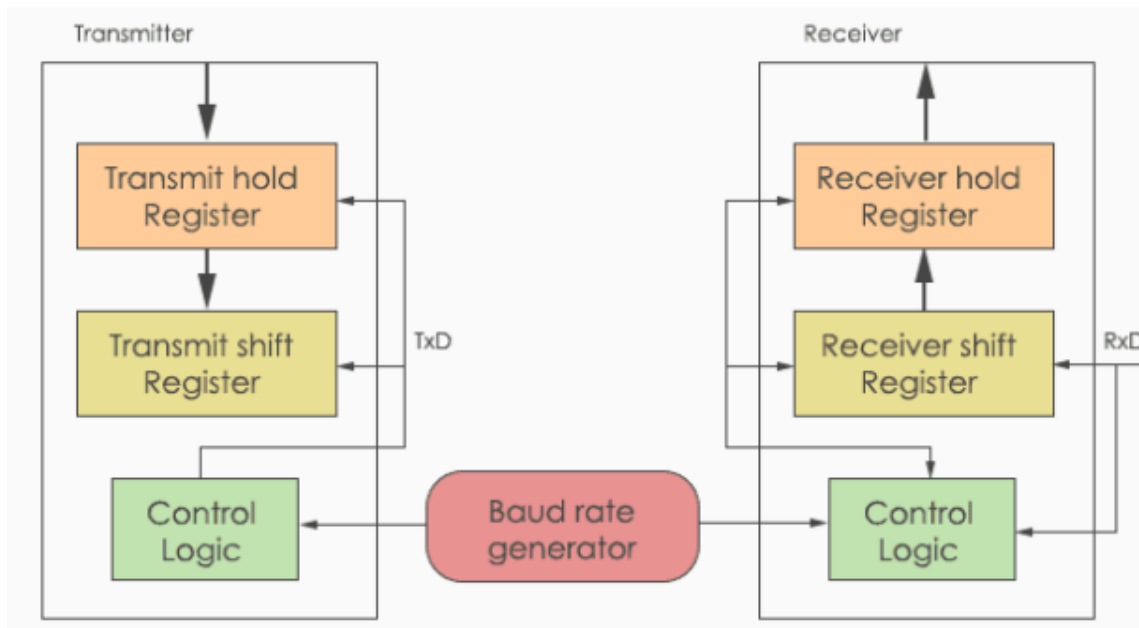 Transmitter
Receiver
Transmit hold
Register
Receiver hold
Register
Transmit shift
Register
TxD
Receiver shift
Register
RxD
Control
Logic
Baud rate
generator
Control
Logic